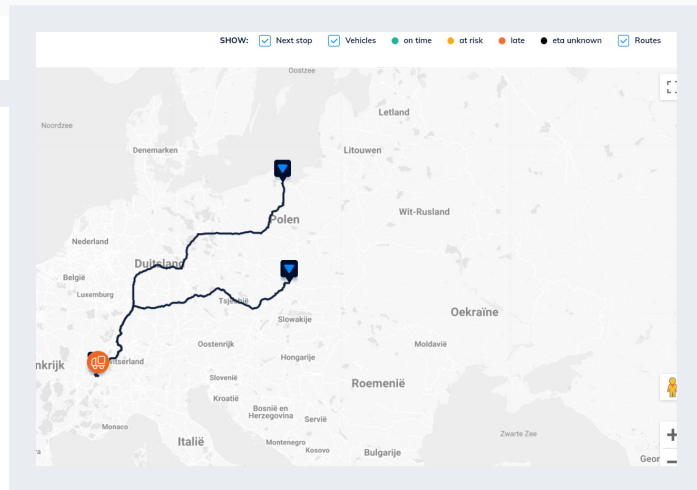 SHOW: Next stop Vehicles on time at risk late eta unknown Routes
Oostzee
Letland
Noordzee
Denemarken
Litouwen
Wit-Rusland
Polen
Nederland
Duitsland
België
Luxemburg
Tsjechië
Oekraïne
Slowakije
Oostenrijk
Moldavië
Hongarije
nkrijk
itserland
Slovenië
Roemenië
Kroatië
Bosnië en
Herzegovina
Servië
Monaco
Italië
Montenegro
Kosovo
Bulgarije
Zwarte Zee
Geor